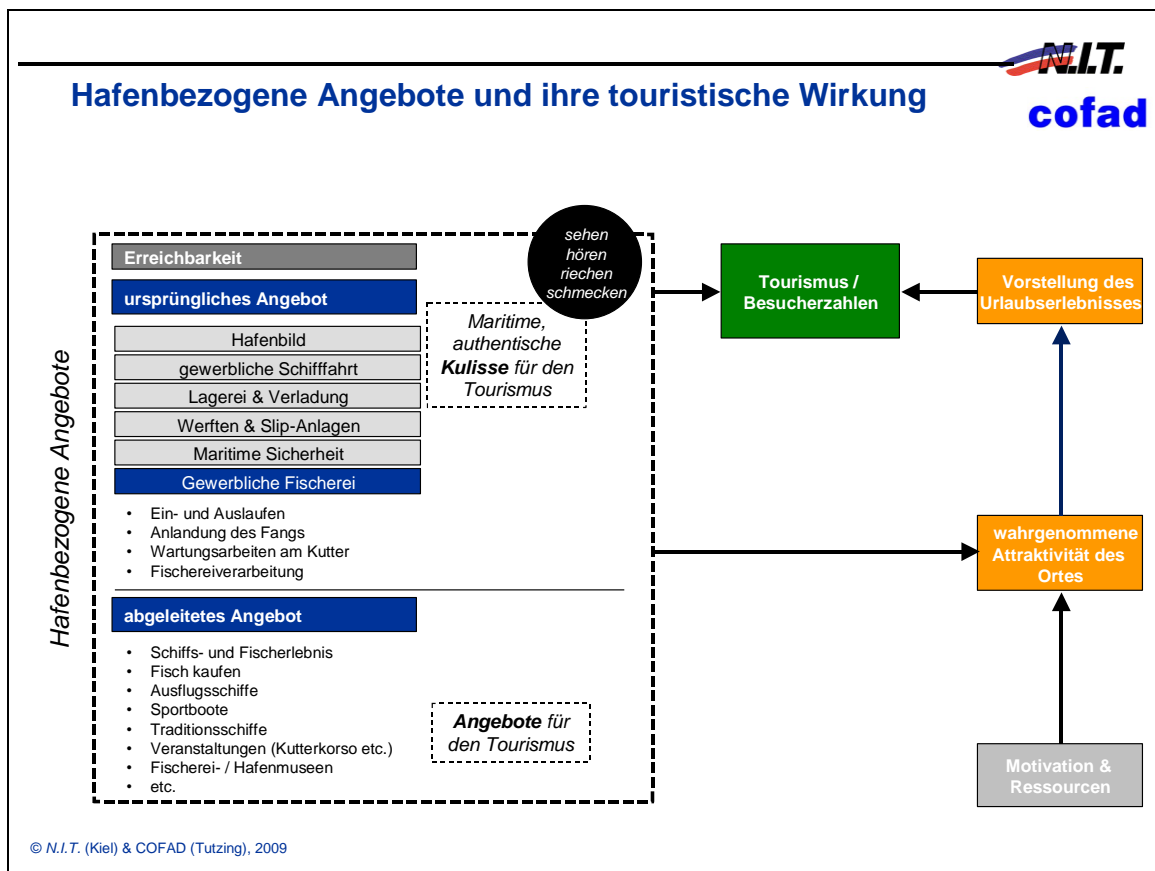 N.I.T.
Hafenbezogene Angebote und ihre touristische Wirkung
cofad
Hafenbezogene Angebote
Erreichbarkeit
ursprüngliches Angebot
Hafenbild
gewerbliche Schifffahrt
Lagerei & Verladung
Werften & Slip-Anlagen
Maritime Sicherheit
Gewerbliche Fischerei
• Ein- und Auslaufen
• Anlandung des Fangs
• Wartungsarbeiten am Kutter
• Fischereiverarbeitung
sehen
hören
riechen
schmecken
Maritime,
authentische
Kulisse für den
Tourismus
abgeleitetes Angebot
• Schiffs- und Fischerlebnis
• Fisch kaufen
• Ausflugsschiffe
• Sportboote
• Traditionsschiffe
• Veranstaltungen (Kutterkorso etc.)
• Fischerei- / Hafenmuseen
• etc.
Angebote für
den Tourismus
Tourismus /
Besucherzahlen
Vorstellung des
Urlaubserlebnisses
wahrgenommene
Attraktivität des
Ortes
Motivation &
Ressourcen
© N.I.T. (Kiel) & COFAD (Tutzing), 2009